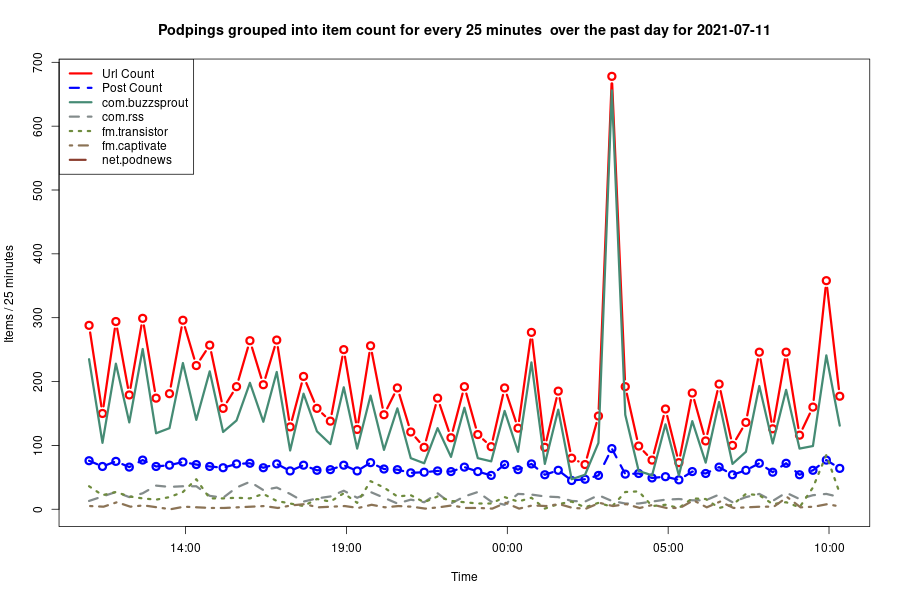 Podpings grouped into item count for every 25 minutes  over the past day for 2021-07-11
Url Count
Post Count
com.buzzsprout
com.rss
fm.transistor
fm.captivate
net.podnews
700
600
500
400
300
200
100
0
Items / 25 minutes
14:00
19:00
00:00
05:00
10:00
Time